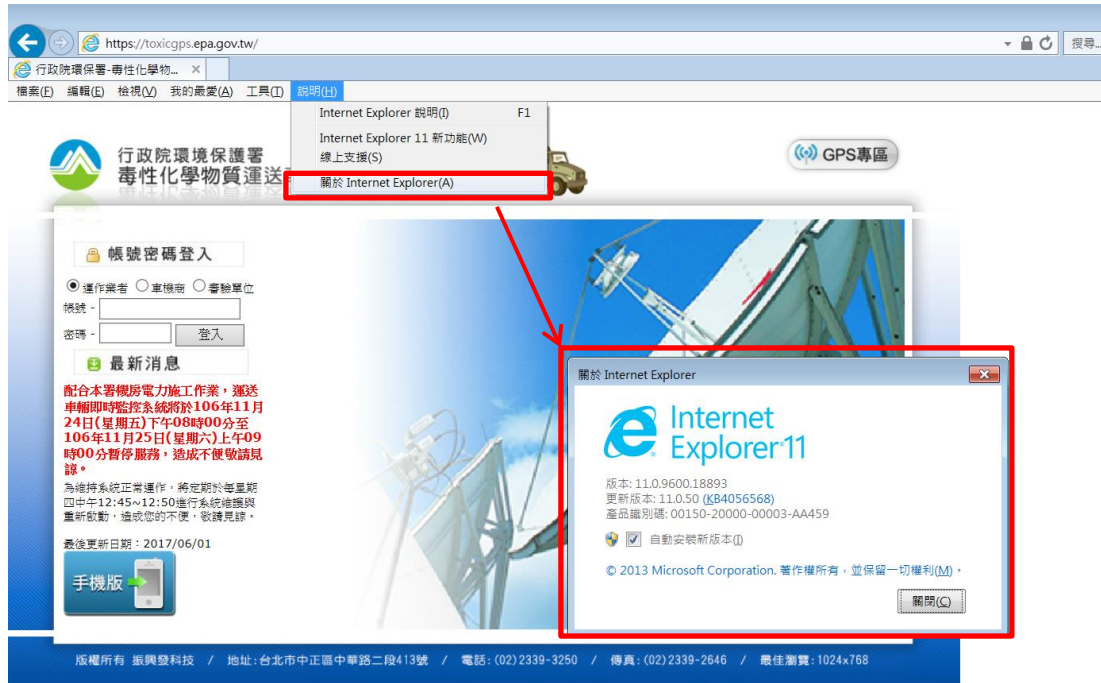 https://toxicgps.epa.gov.tw/
搜尋...
行政院環保署-毒性化學物... ×
檔案(F) 編輯(E) 檢視(V) 我的最愛(A) 工具(T) 說明(H)
Internet Explorer 說明(I) F1
Internet Explorer 11 新功能(W)
線上支援(S)
關於 Internet Explorer(A)
行政院環境保護署
毒性化學物質運送
GPS專區
帳號密碼登入
運作業者 車機商 審驗單位
帳號 -
密碼 - 登入
最新消息
配合本署機房電力施工作業，運送
車輛即時監控系統將於106年11月
24日(星期五)下午08時00分至
106年11月25日(星期六)上午09
時00分暫停服務，造成不便敬請見
諒。
為維持系統正常運作，將定期於每星期
四中午12:45~12:50進行系統維護與
重新啟動，造成您的不便，敬請見諒。
最後更新日期：2017/06/01
手機版
關於 Internet Explorer
Internet
Explorer 11
版本: 11.0.9600.18893
更新版本: 11.0.50 (KB4056568)
產品識別碼: 00150-20000-00003-AA459
自動安裝新版本(I)
© 2013 Microsoft Corporation. 著作權所有，並保留一切權利(M)。
關閉(C)
版權所有 振興發科技 / 地址:台北市中正區中華路二段413號 / 電話:(02)2339-3250 / 傳真:(02)2339-2646 / 最佳瀏覽:1024x768